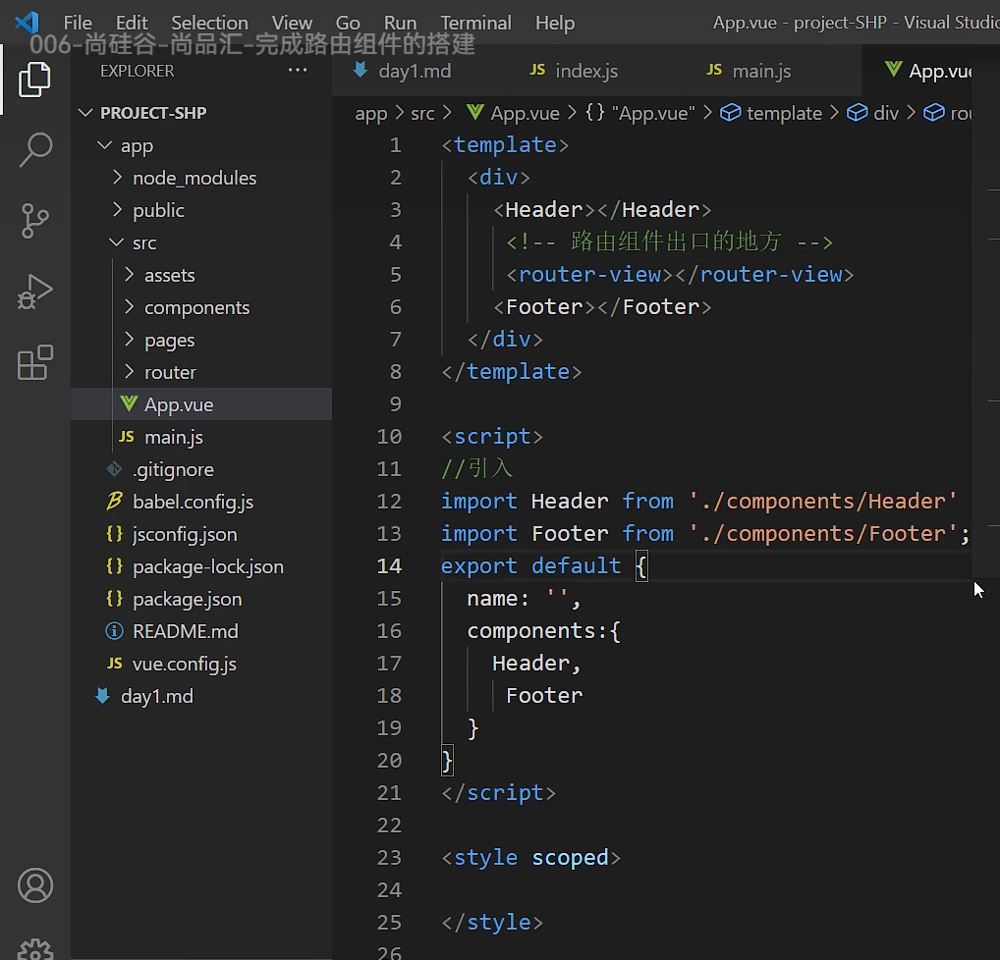 File Edit Selection View Go Run Terminal Help App.vue - project-SHP - Visual Studio
006-尚硅谷-尚品汇-完成路由组件的搭建
EXPLORER ···
PROJECT-SHP
app
node_modules
public
src
assets
components
pages
router
App.vue
JS main.js
.gitignore
babel.config.js
{} jsconfig.json
{} package-lock.json
{} package.json
README.md
JS vue.config.js
day1.md
day1.md JS index.js JS main.js App.vue
app > src > App.vue > {} "App.vue" > template > div >
1 <template>
2 <div>
3 <Header></Header>
4 <!-- 路由组件出口的地方 -->
5 <router-view></router-view>
6 <Footer></Footer>
7 </div>
8 </template>
9
10 <script>
11 //引入
12 import Header from './components/Header'
13 import Footer from './components/Footer';
14 export default {
15 name: '',
16 components:{
17 Header,
18 Footer
19 }
20 }
21 </script>
22
23 <style scoped>
24
25 </style>
26